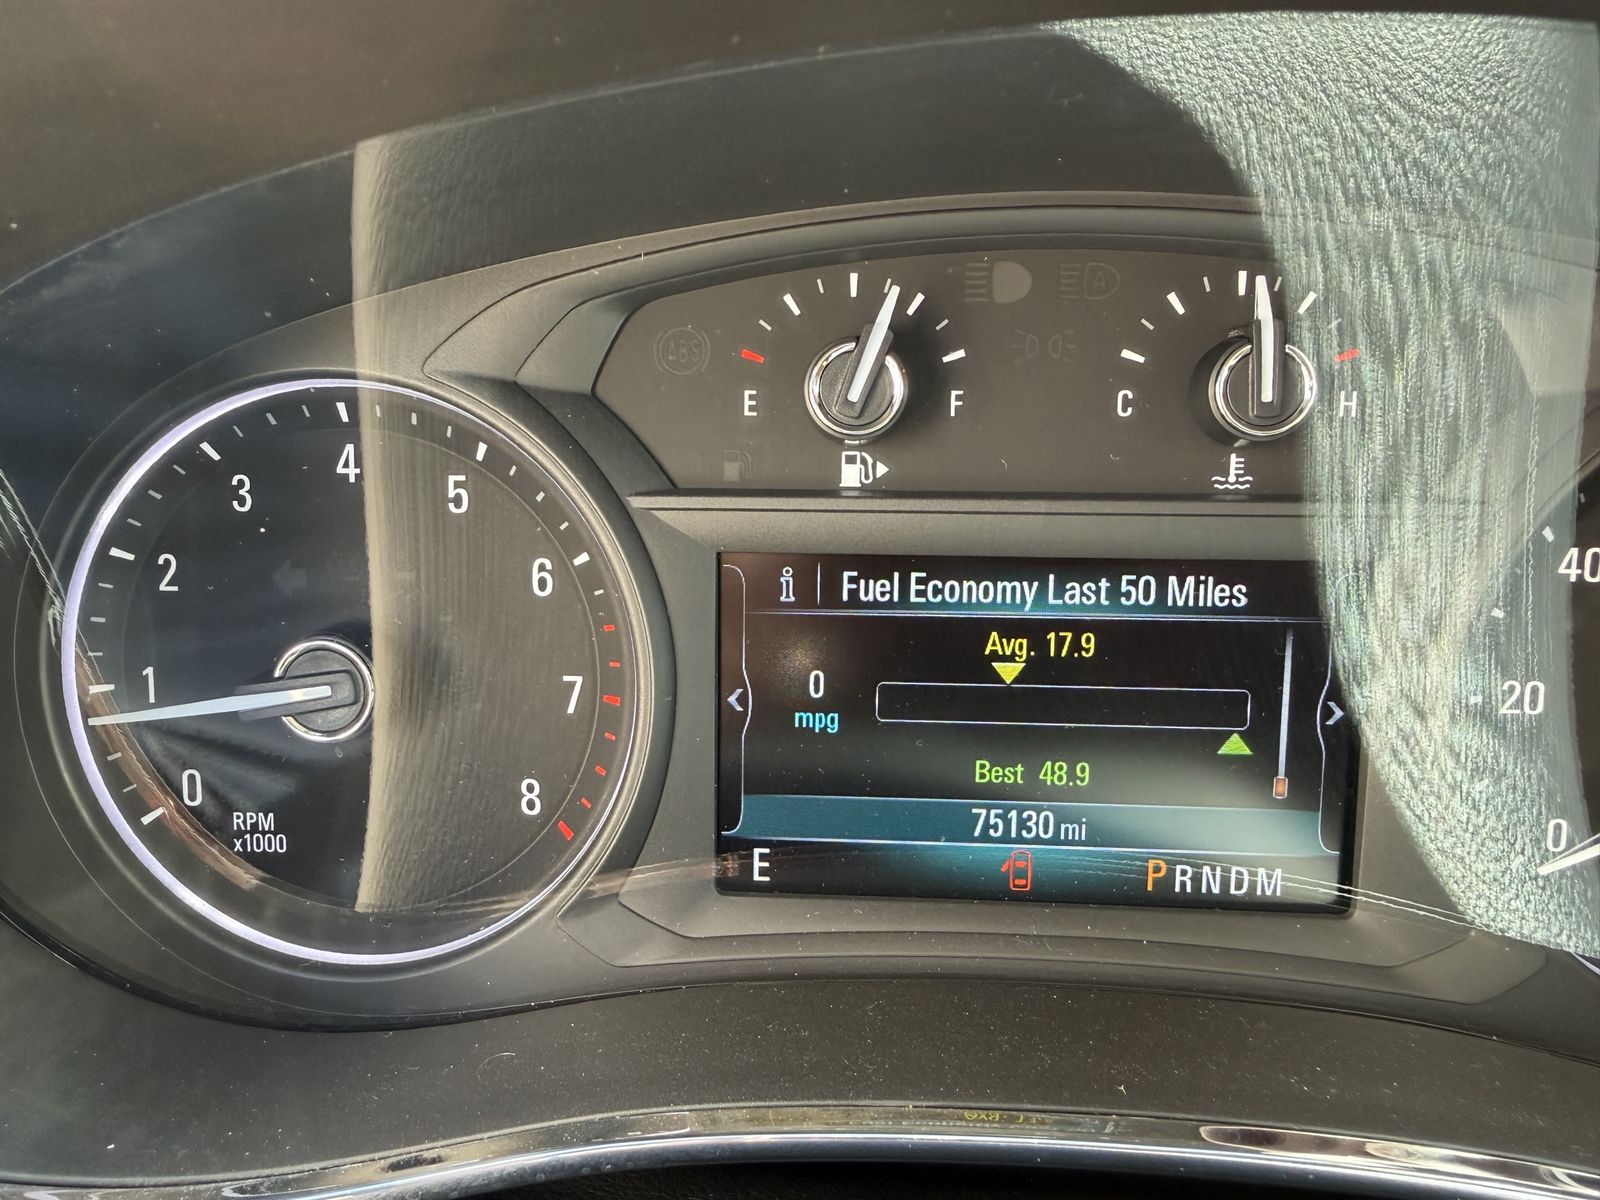 ABS
A
E
F
C
H
0
1
2
3
4
5
6
7
8
RPM
x1000
i Fuel Economy Last 50 Miles
Avg. 17.9
0
mpg
Best 48.9
75130 mi
E
PRNDM
40
20
0